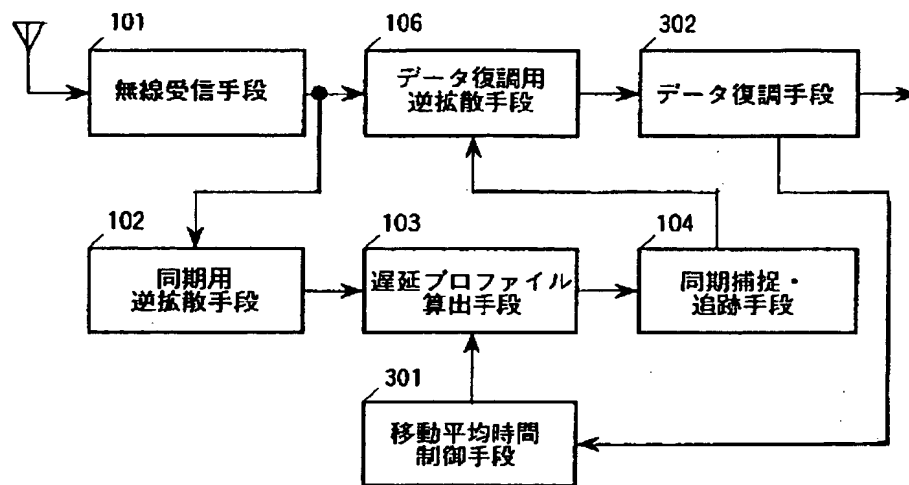 101
無線受信手段
106
データ復調用
逆拡散手段
302
データ復調手段
102
同期用
逆拡散手段
103
遅延プロファイル
算出手段
104
同期捕捉・
追跡手段
301
移動平均時間
制御手段